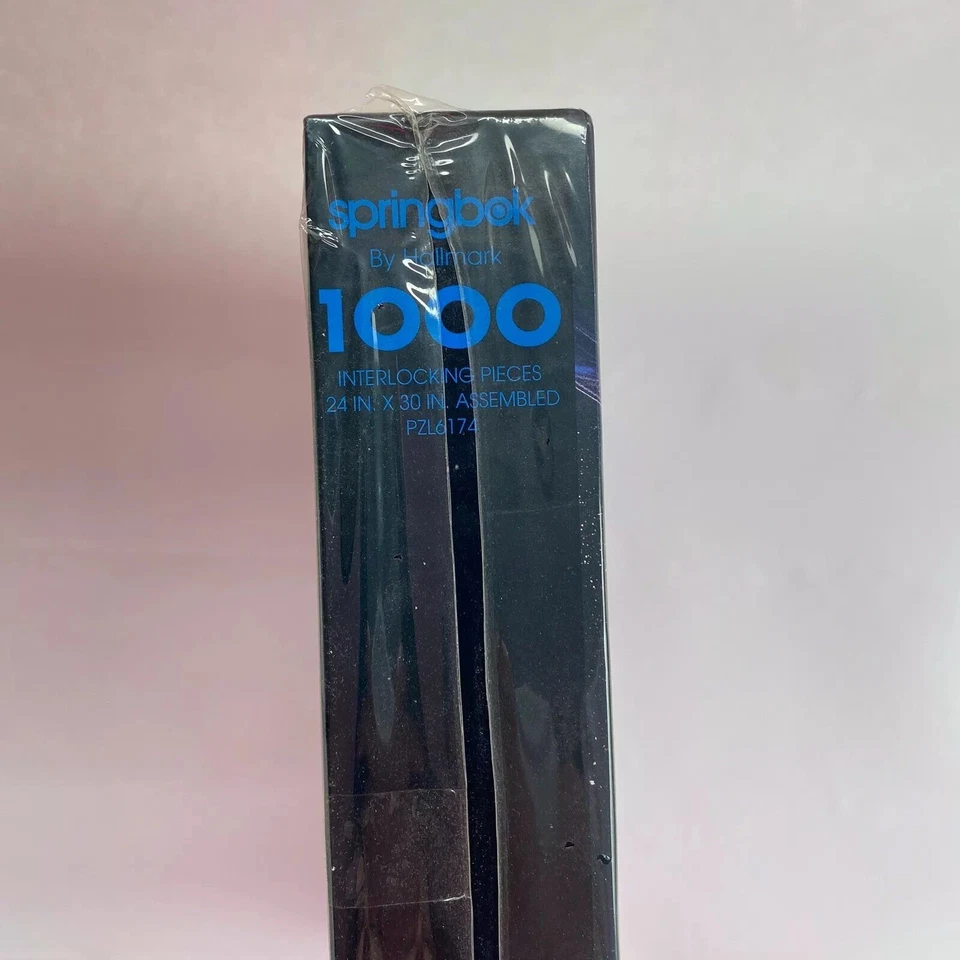 springbok
By Hallmark
1000
INTERLOCKING PIECES
24 IN. X 30 IN. ASSEMBLED
PZL6174